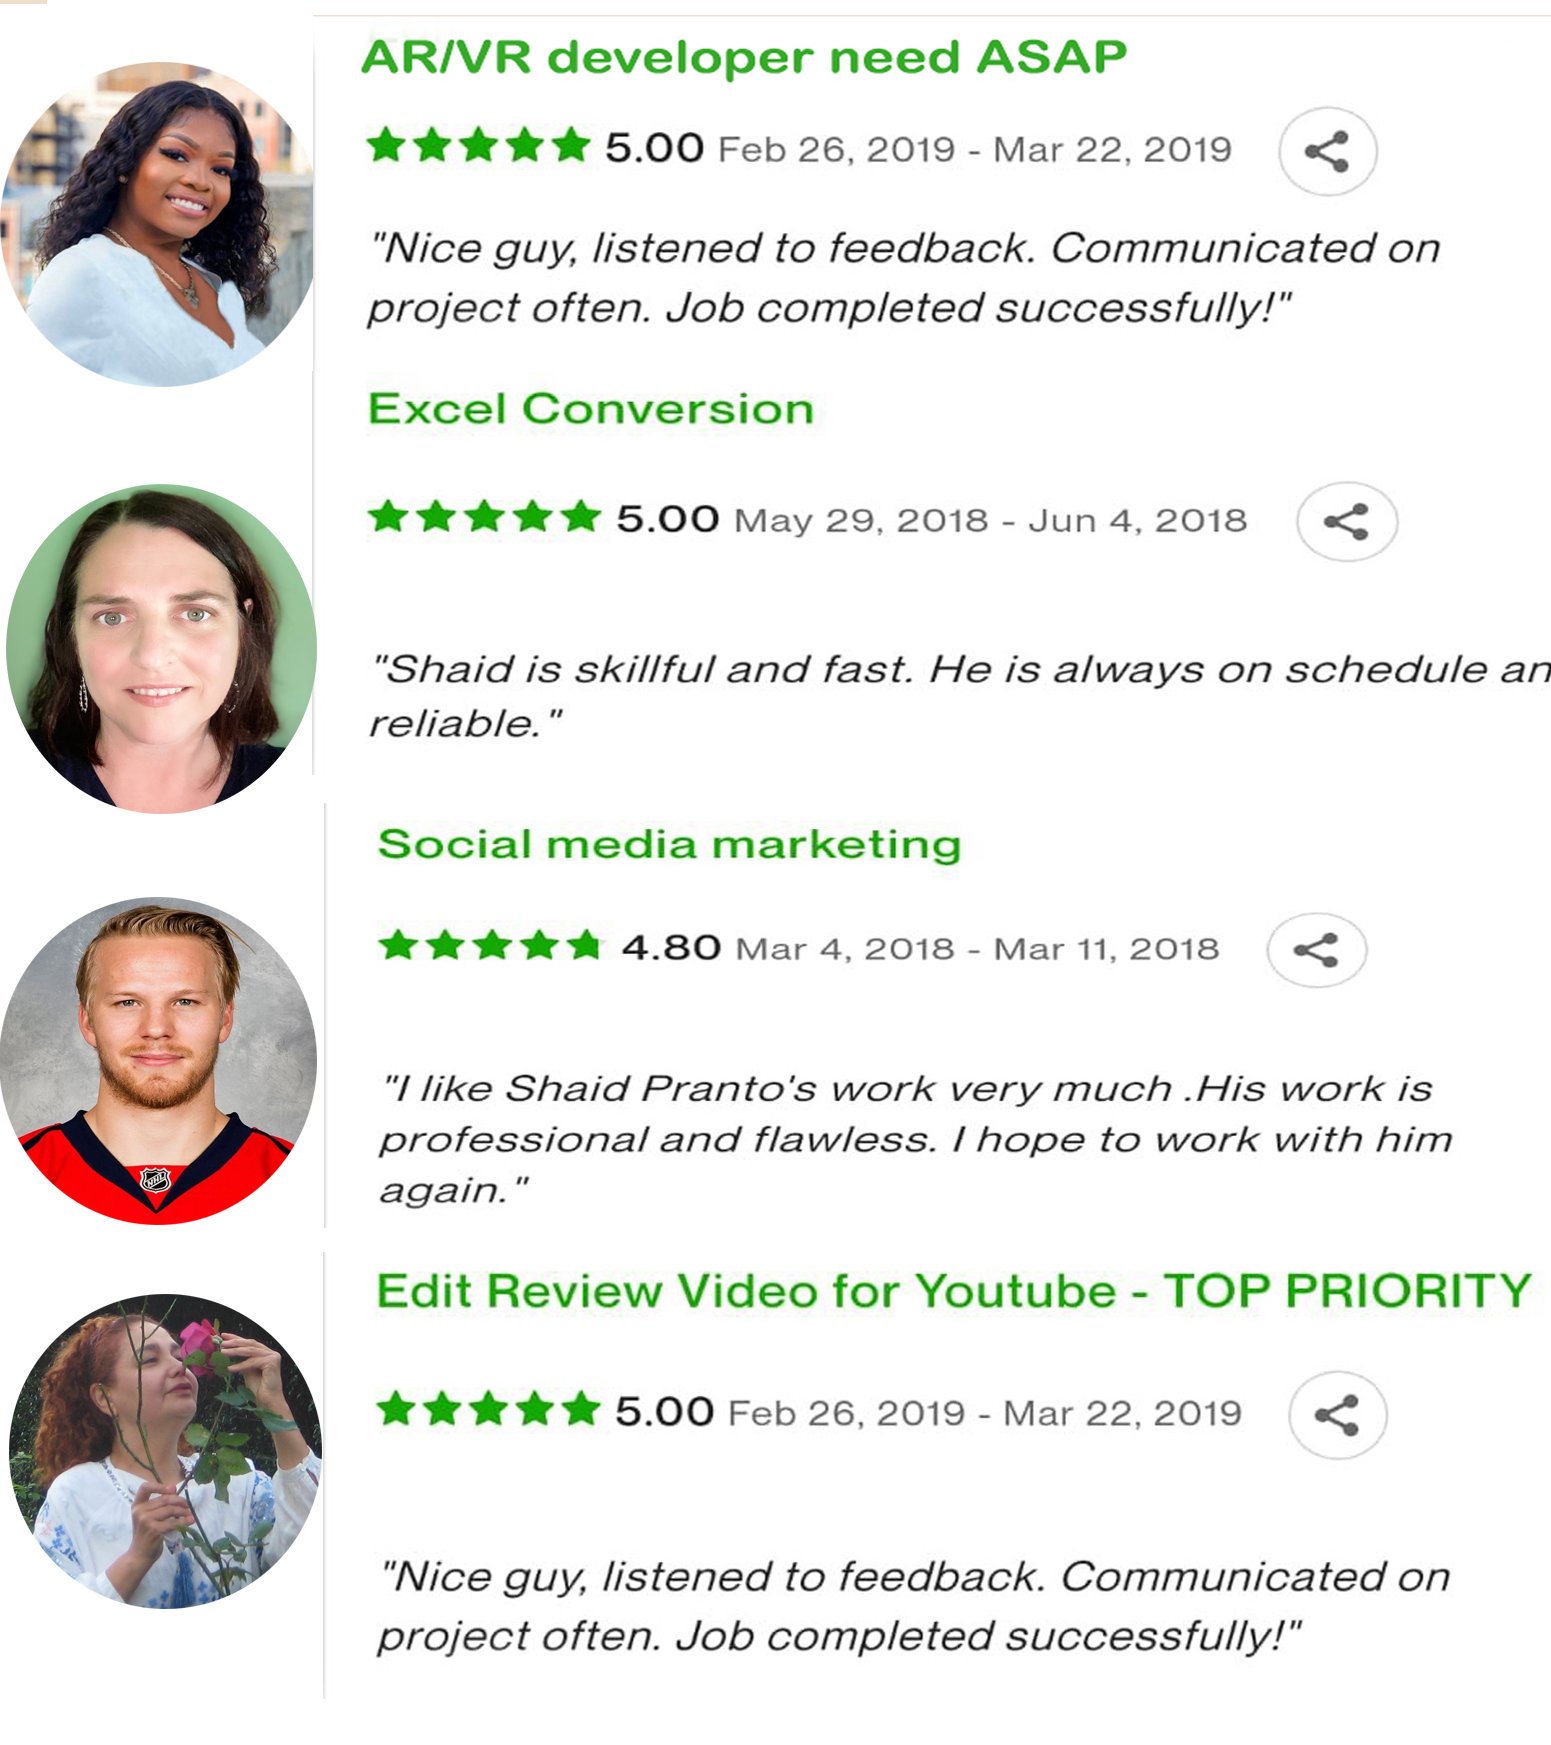 AR/VR developer need ASAP
5.00 Feb 26, 2019 - Mar 22, 2019
"Nice guy, listened to feedback. Communicated on
project often. Job completed successfully!"
Excel Conversion
5.00 May 29, 2018 - Jun 4, 2018
"Shaid is skillful and fast. He is always on schedule an
reliable."
Social media marketing
4.80 Mar 4, 2018 - Mar 11, 2018
"I like Shaid Pranto's work very much .His work is
professional and flawless. I hope to work with him
again."
NHL
Edit Review Video for Youtube - TOP PRIORITY
5.00 Feb 26, 2019 - Mar 22, 2019
"Nice guy, listened to feedback. Communicated on
project often. Job completed successfully!"